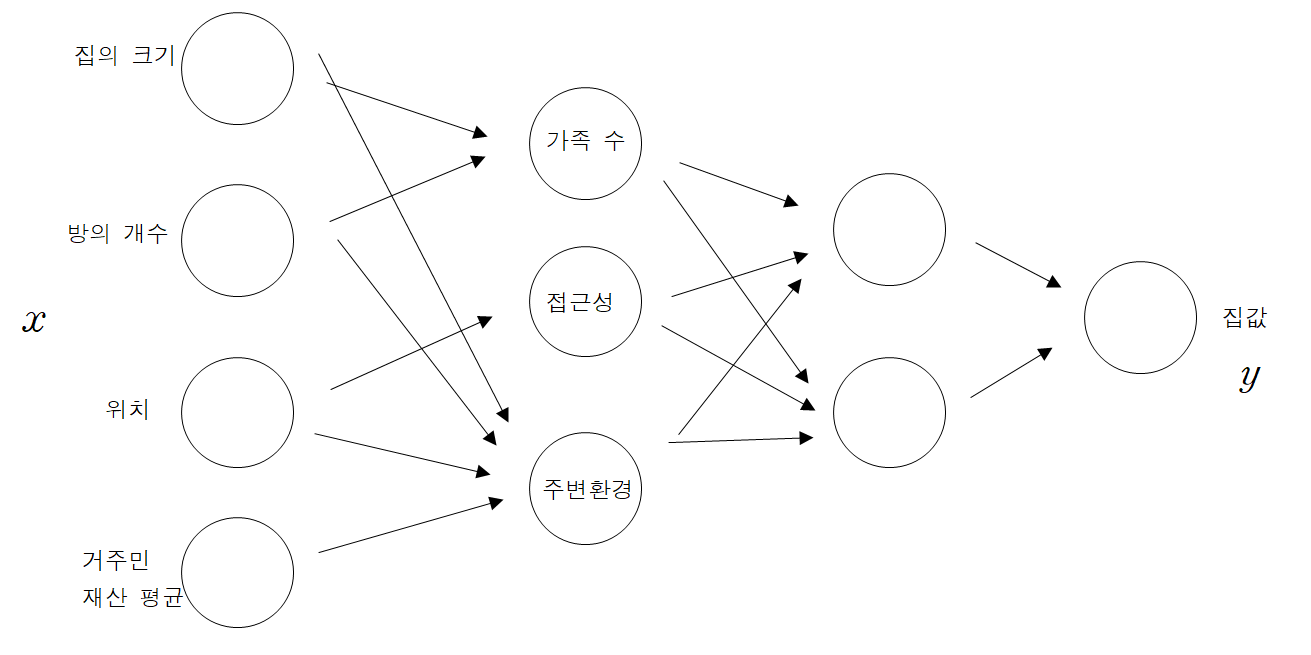 집의 크기
방의 개수
x
위치
거주민
재산 평균
가족 수
접근성
주변환경
집값
y